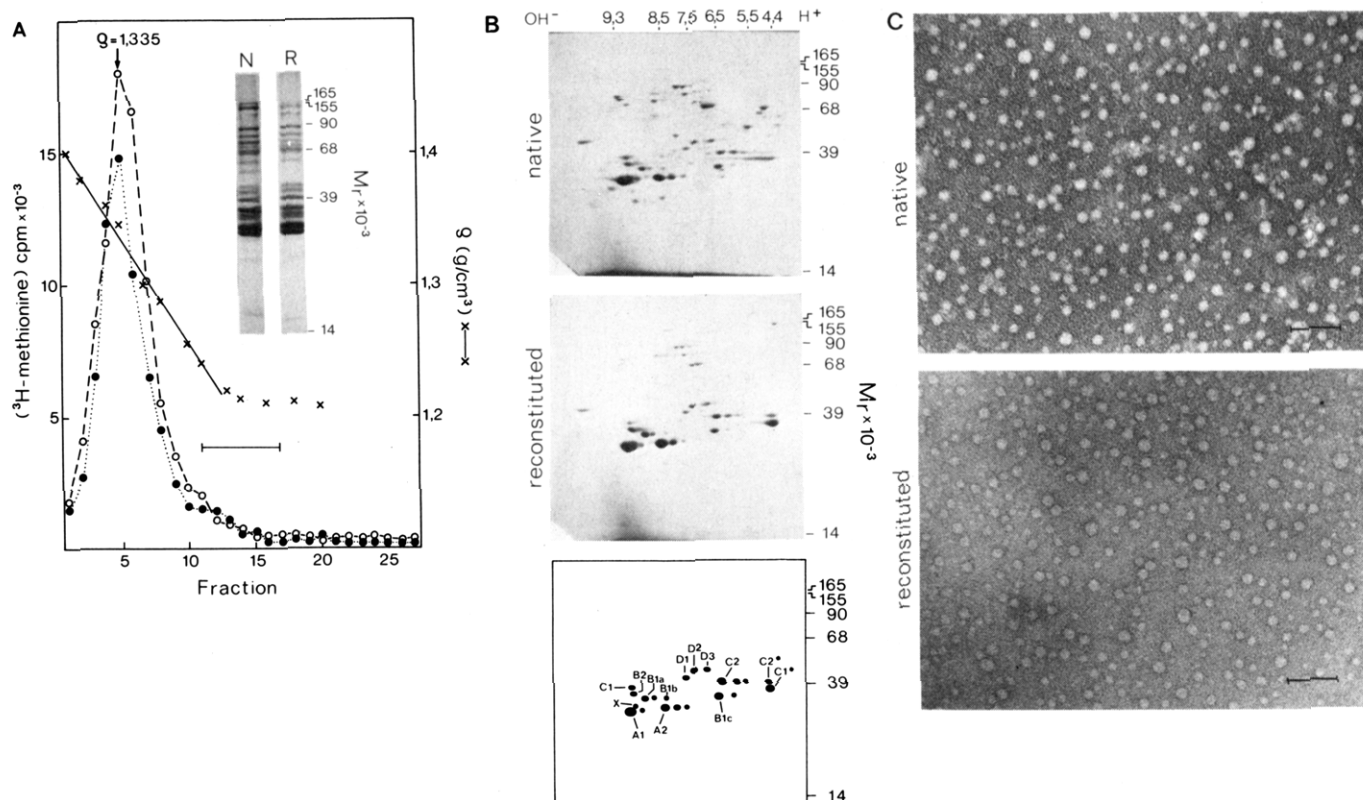 A
ϱ=1,335
N R
165
155
90
68
39
14
Mr×10-3
(3H-methionine) cpm×10-3
15
10
5
1,4
1,3
1,2
ϱ (g/cm3) ×—×
5 10 15 20 25
Fraction
B
OH- 9,3 8,5 7,5 6,5 5,5 4,4 H+
native
165
155
90
68
39
14
reconstituted
165
155
90
68
39
14
Mr×10-3
165
155
90
68
39
14
C1
B2
B1a
B1b
X
A1
A2
D1
D2
D3
C2
B1c
C2*
C1*
C
native
reconstituted